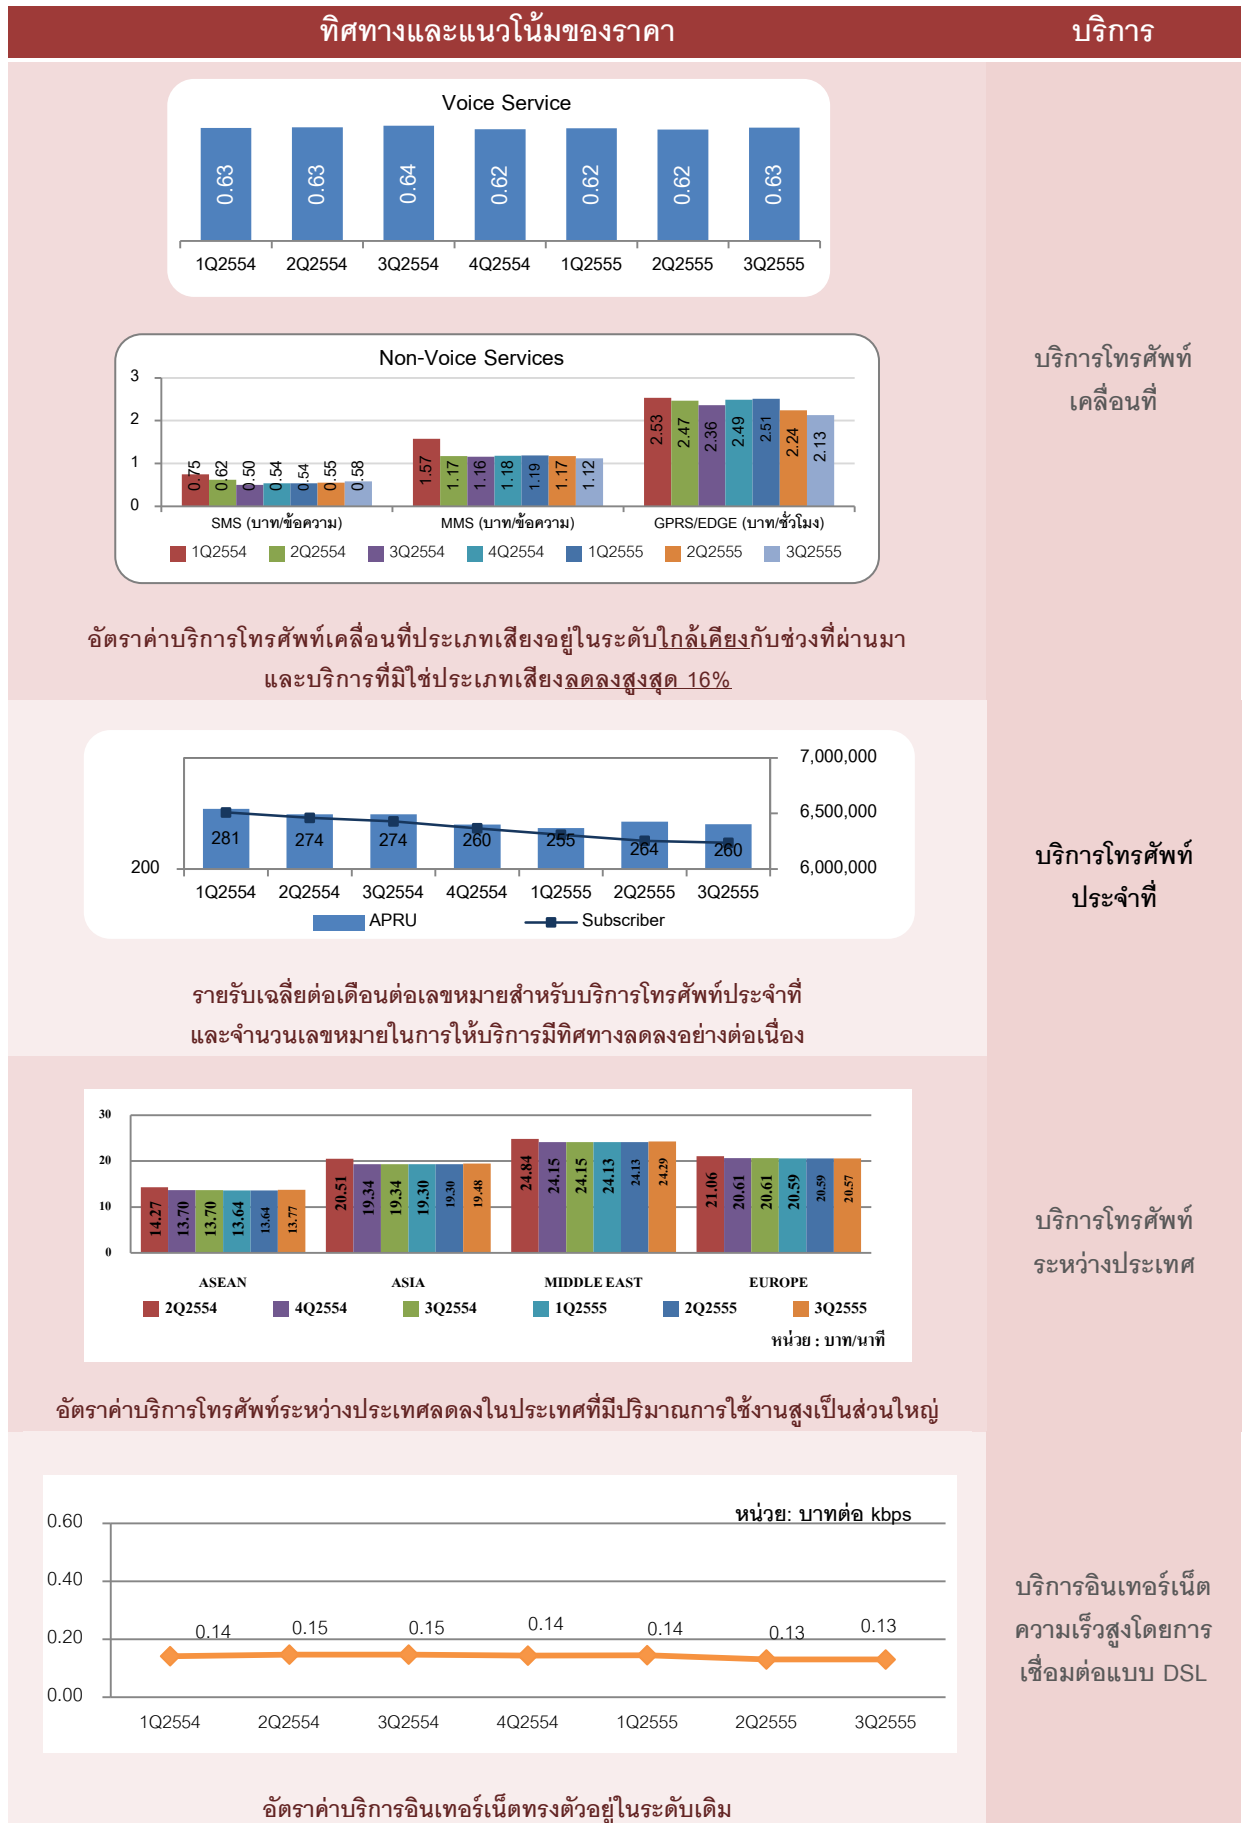 ทิศทางและแนวโน้มของราคา บริการ
Voice Service
0.63 0.63 0.64 0.62 0.62 0.62 0.63
1Q2554 2Q2554 3Q2554 4Q2554 1Q2555 2Q2555 3Q2555
Non-Voice Services
3
2
1
0
0.75 0.62 0.50 0.54 0.54 0.55 0.58 1.57 1.17 1.16 1.18 1.19 1.17 1.12 2.53 2.47 2.36 2.49 2.51 2.24 2.13
SMS (บาท/ข้อความ) MMS (บาท/ข้อความ) GPRS/EDGE (บาท/ชั่วโมง)
1Q2554 2Q2554 3Q2554 4Q2554 1Q2555 2Q2555 3Q2555
อัตราค่าบริการโทรศัพท์เคลื่อนที่ประเภทเสียงอยู่ในระดับใกล้เคียงกับช่วงที่ผ่านมา
และบริการที่มิใช่ประเภทเสียงลดลงสูงสุด 16%
บริการโทรศัพท์
เคลื่อนที่
7,000,000
6,500,000
6,000,000
200
281 274 274 260 255 264 260
1Q2554 2Q2554 3Q2554 4Q2554 1Q2555 2Q2555 3Q2555
APRU Subscriber
รายรับเฉลี่ยต่อเดือนต่อเลขหมายสำหรับบริการโทรศัพท์ประจำที่
และจำนวนเลขหมายในการให้บริการมีทิศทางลดลงอย่างต่อเนื่อง
บริการโทรศัพท์
ประจำที่
30
20
10
0
14.27 13.70 13.70 13.64 13.64 13.77 20.51 19.34 19.34 19.30 19.30 19.48 24.84 24.15 24.15 24.13 24.13 24.29 21.06 20.61 20.61 20.59 20.59 20.57
ASEAN ASIA MIDDLE EAST EUROPE
2Q2554 4Q2554 3Q2554 1Q2555 2Q2555 3Q2555
หน่วย : บาท/นาที
อัตราค่าบริการโทรศัพท์ระหว่างประเทศลดลงในประเทศที่มีปริมาณการใช้งานสูงเป็นส่วนใหญ่
บริการโทรศัพท์
ระหว่างประเทศ
หน่วย: บาทต่อ kbps
0.60
0.40
0.20
0.00
0.14 0.15 0.15 0.14 0.14 0.13 0.13
1Q2554 2Q2554 3Q2554 4Q2554 1Q2555 2Q2555 3Q2555
อัตราค่าบริการอินเทอร์เน็ตทรงตัวอยู่ในระดับเดิม
บริการอินเทอร์เน็ต
ความเร็วสูงโดยการ
เชื่อมต่อแบบ DSL